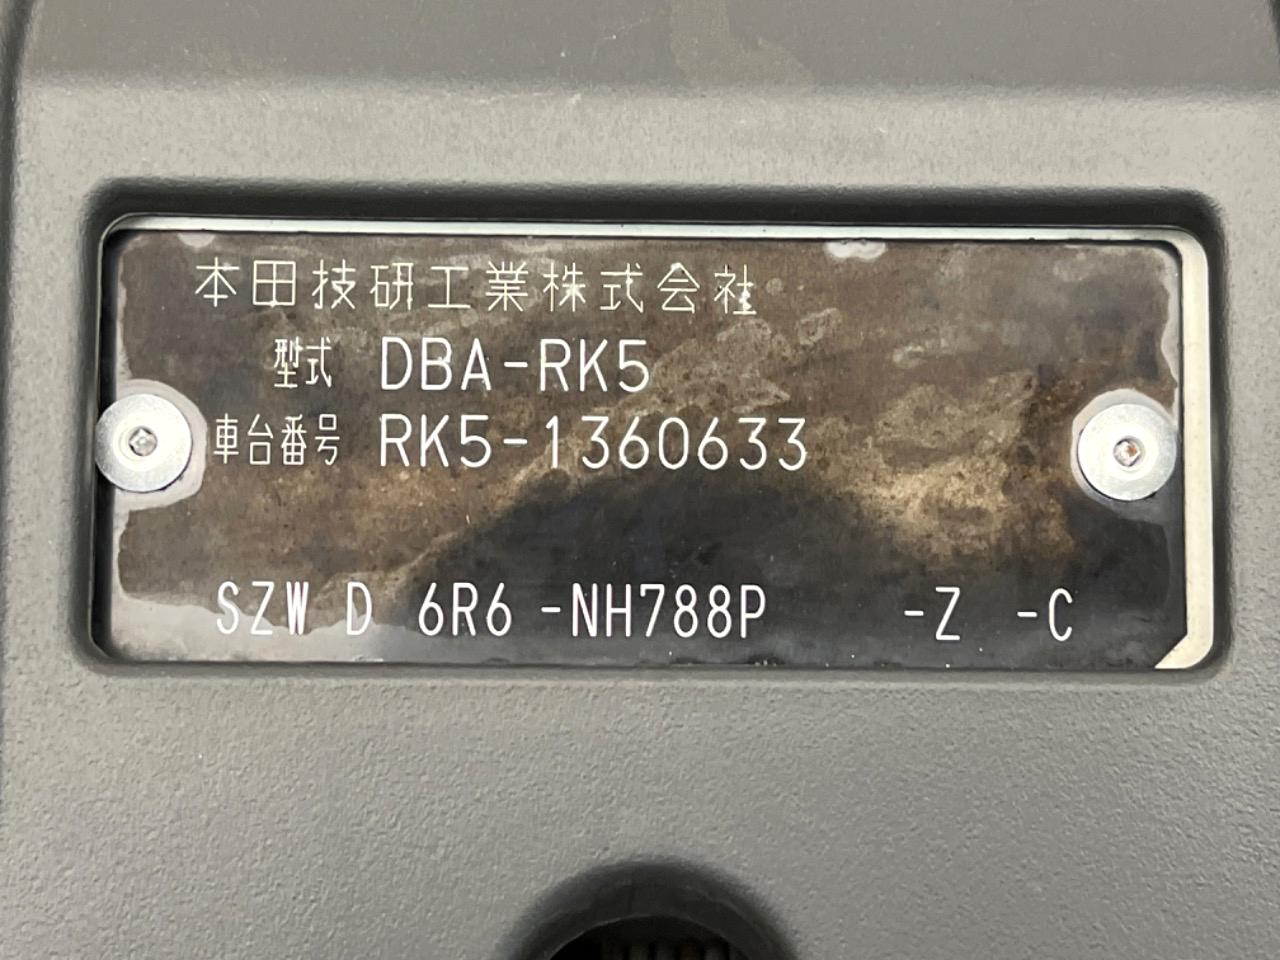 本田技研工業株式会社
型式 DBA-RK5
車台番号 RK5-1360633
SZW D 6R6 -NH788P -Z -C